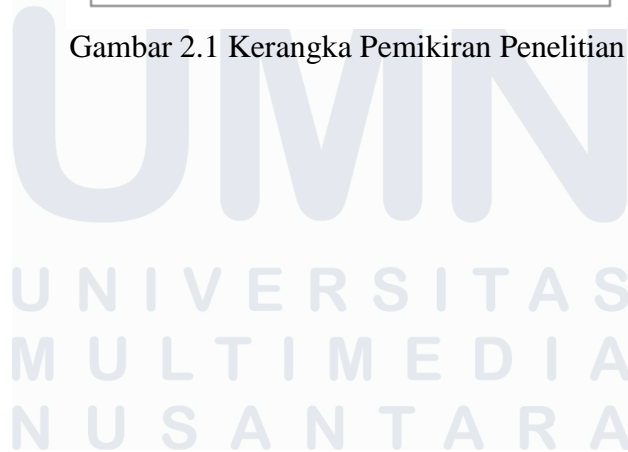 Gambar 2.1 Kerangka Pemikiran Penelitian
UMN
UNIVERSITAS
MULTIMEDIA
NUSANTARA